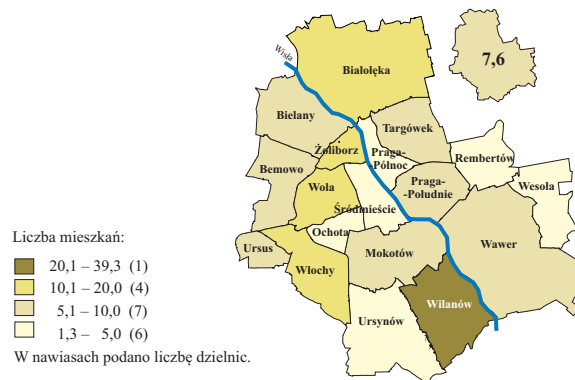 Wisła
Białołęka
7,6
Bielany
Targówek
Żoliborz
Praga-
-Północ
Rembertów
Bemowo
Wola
Praga-
-Południe
Wesoła
Śródmieście
Ochota
Ursus
Mokotów
Wawer
Włochy
Wilanów
Ursynów
Liczba mieszkań:
20,1 – 39,3 (1)
10,1 – 20,0 (4)
5,1 – 10,0 (7)
1,3 – 5,0 (6)
W nawiasach podano liczbę dzielnic.